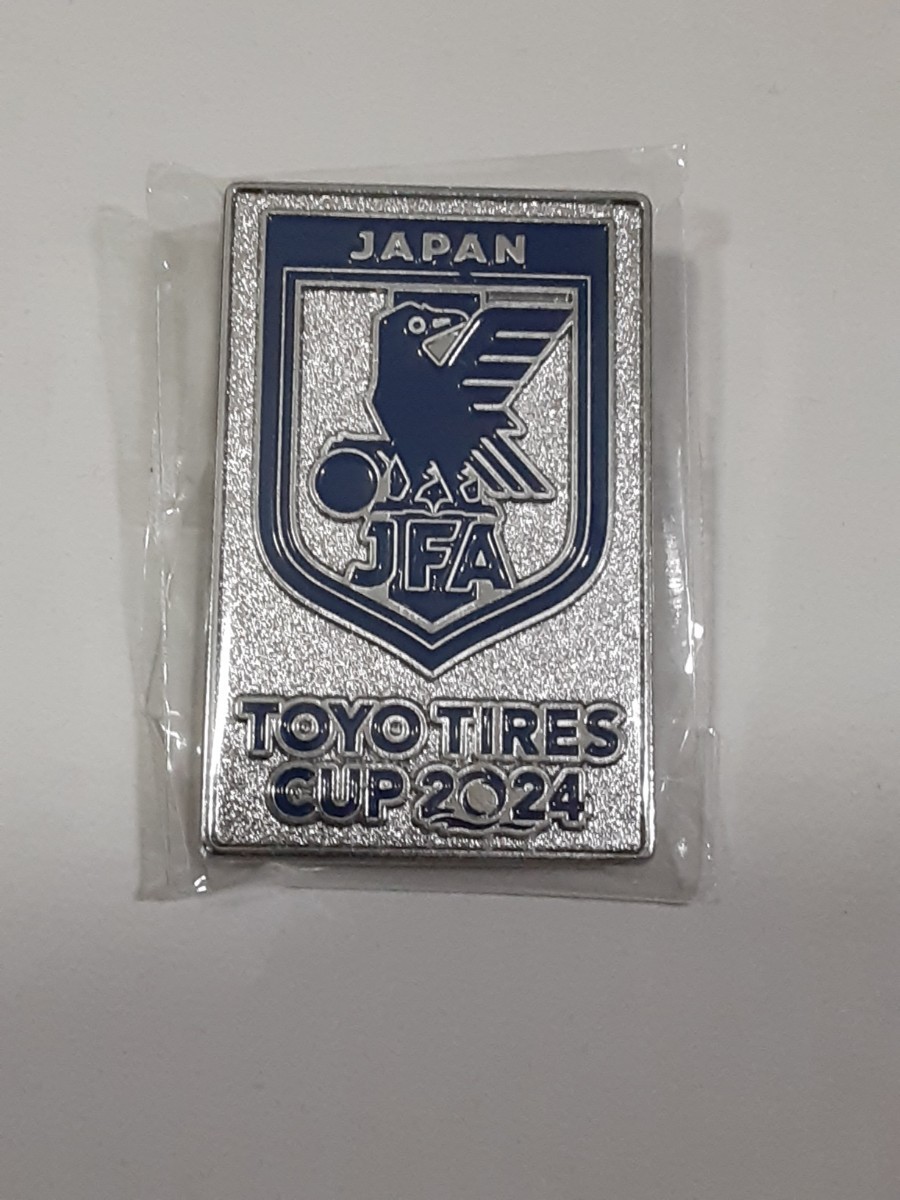 JAPAN
JFA
TOYO TIRES
CUP 2024